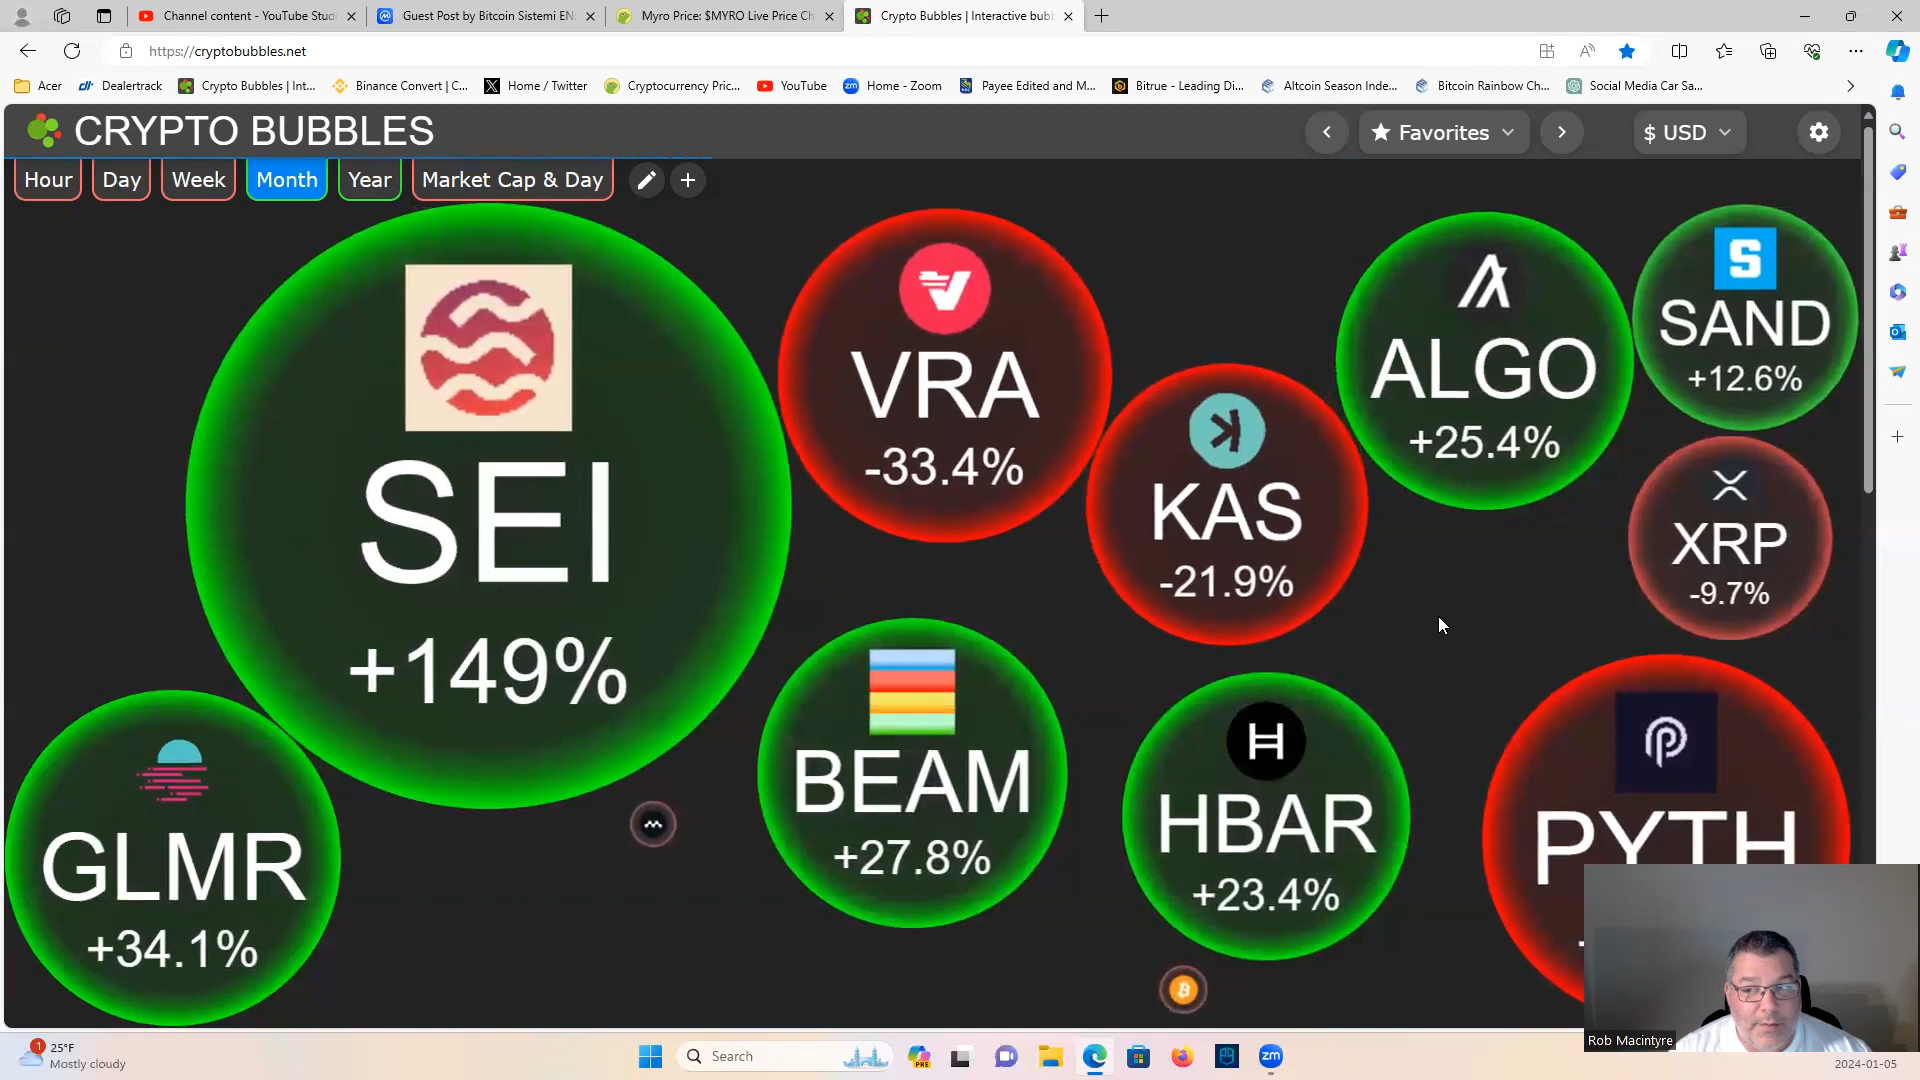 Channel content - YouTube Stud
Guest Post by Bitcoin Sistemi EN:
Myro Price: $MYRO Live Price Ch
Crypto Bubbles | Interactive bubb
https://cryptobubbles.net
Acer
Dealertrack
Crypto Bubbles | Int...
Binance Convert | C...
Home / Twitter
Cryptocurrency Pric...
YouTube
Home - Zoom
Payee Edited and M...
Bitrue - Leading Di...
Altcoin Season Inde...
Bitcoin Rainbow Ch...
Social Media Car Sa...
CRYPTO BUBBLES
Favorites
$ USD
Hour
Day
Week
Month
Year
Market Cap & Day
SEI
+149%
VRA
-33.4%
KAS
-21.9%
ALGO
+25.4%
SAND
+12.6%
XRP
-9.7%
GLMR
+34.1%
BEAM
+27.8%
HBAR
+23.4%
PYTH
Rob Macintyre
1
25°F
Mostly cloudy
Search
PRE
zm
2024-01-05